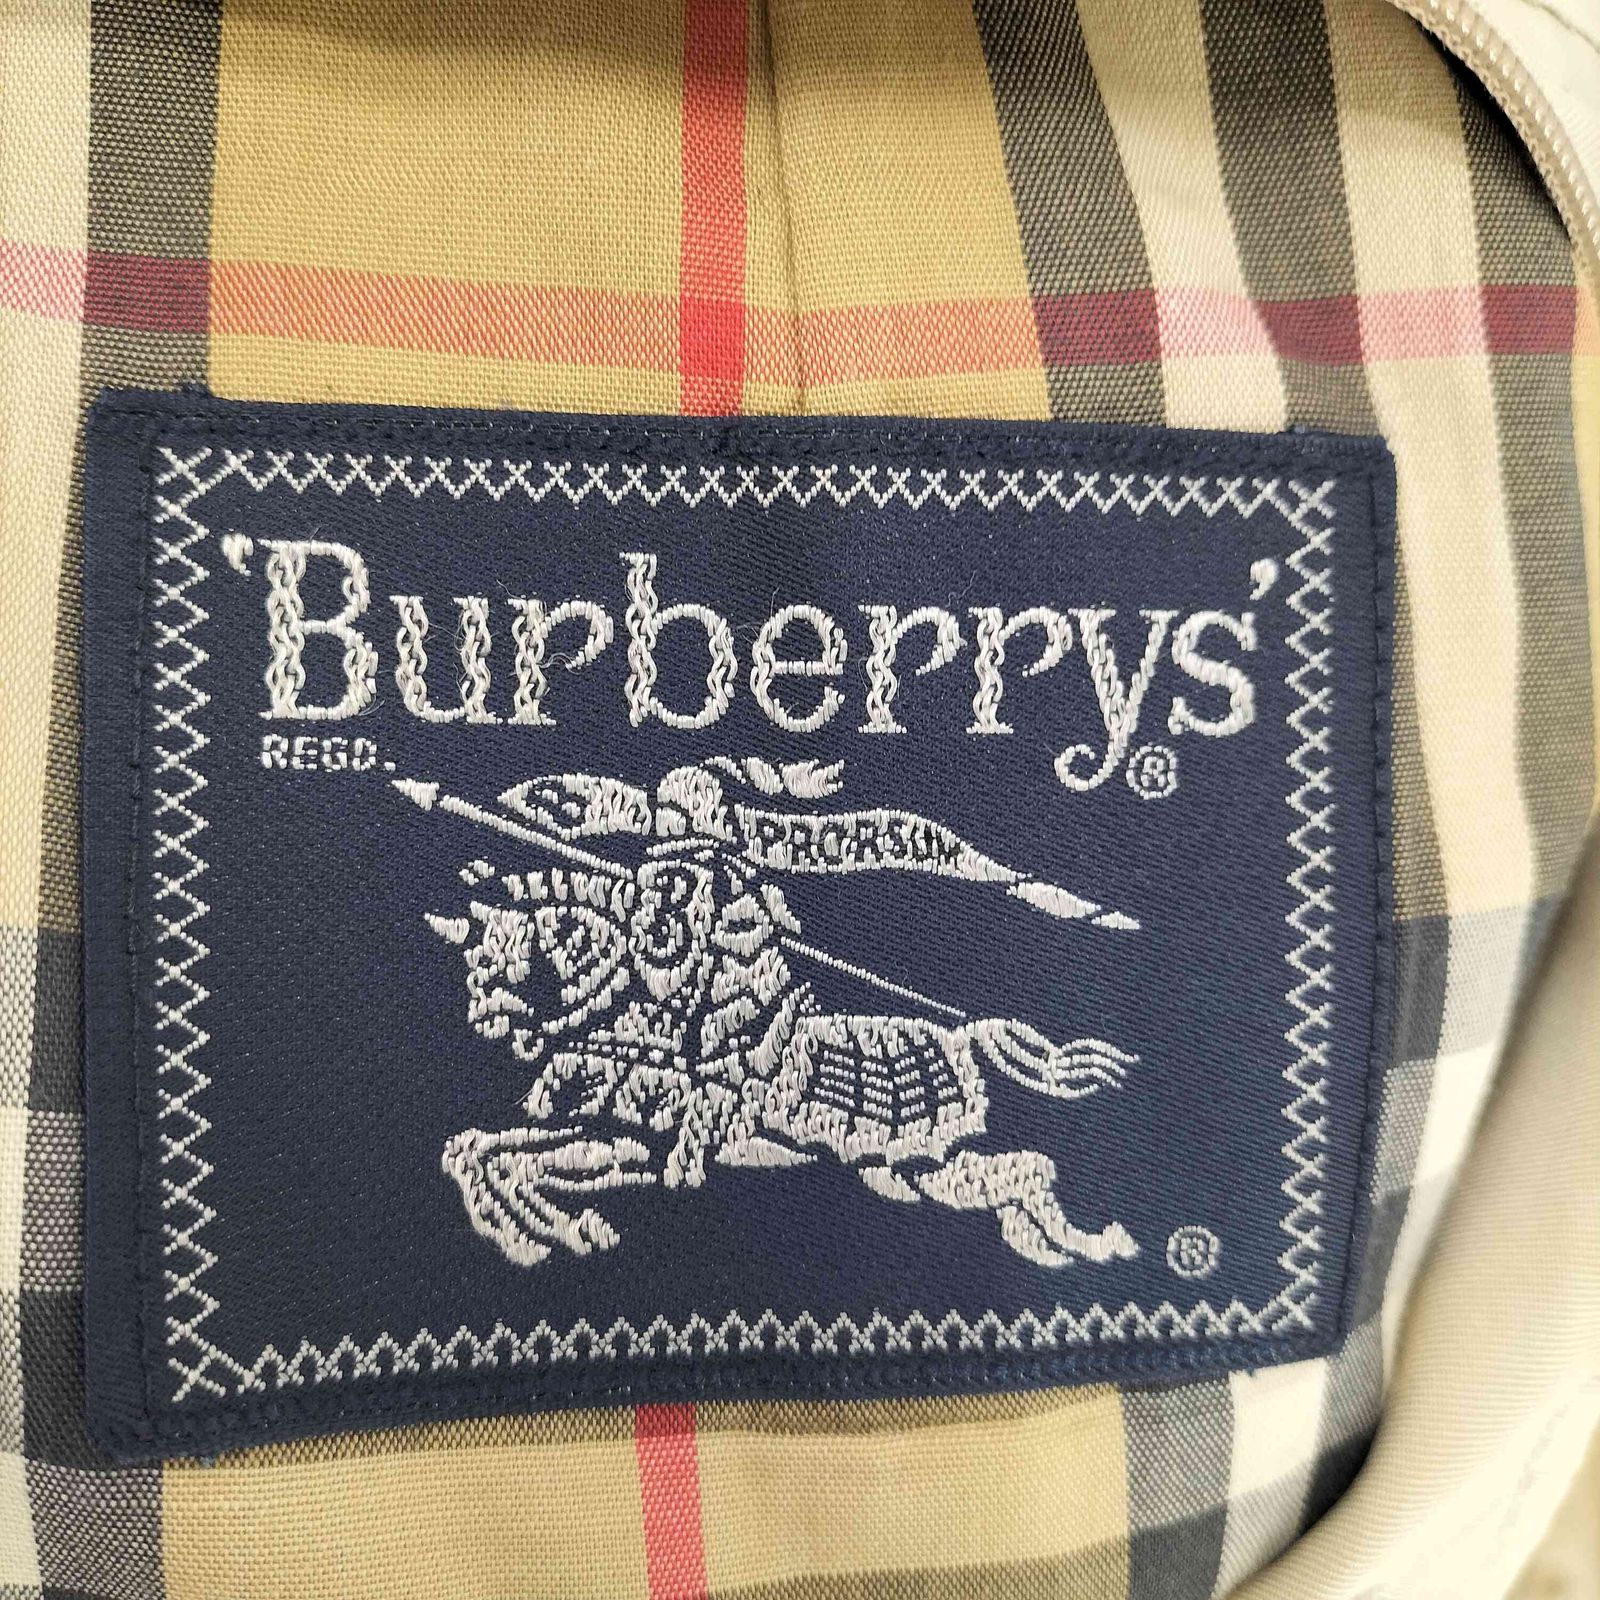 'Burberrys'
REGD. ®
PRORSUM
®